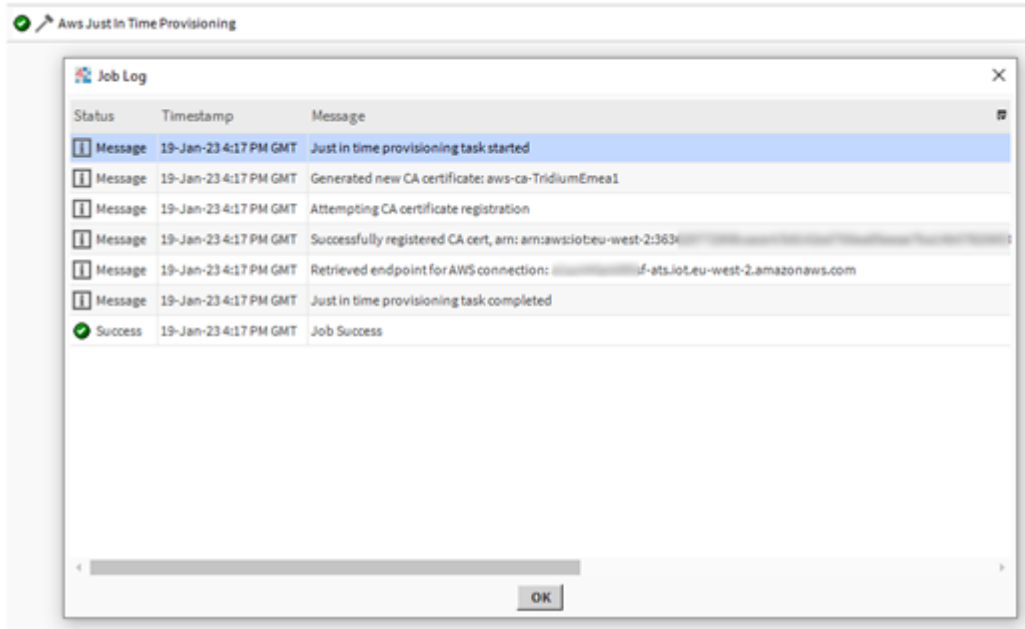 Aws Just In Time Provisioning
Job Log
Status Timestamp Message
Message 19-Jan-23 4:17 PM GMT Just in time provisioning task started
Message 19-Jan-23 4:17 PM GMT Generated new CA certificate: aws-ca-TridiumEmea1
Message 19-Jan-23 4:17 PM GMT Attempting CA certificate registration
Message 19-Jan-23 4:17 PM GMT Successfully registered CA cert, arn: arn:aws:iot:eu-west-2:363
Message 19-Jan-23 4:17 PM GMT Retrieved endpoint for AWS connection: f-ats.iot.eu-west-2.amazonaws.com
Message 19-Jan-23 4:17 PM GMT Just in time provisioning task completed
Success 19-Jan-23 4:17 PM GMT Job Success
OK